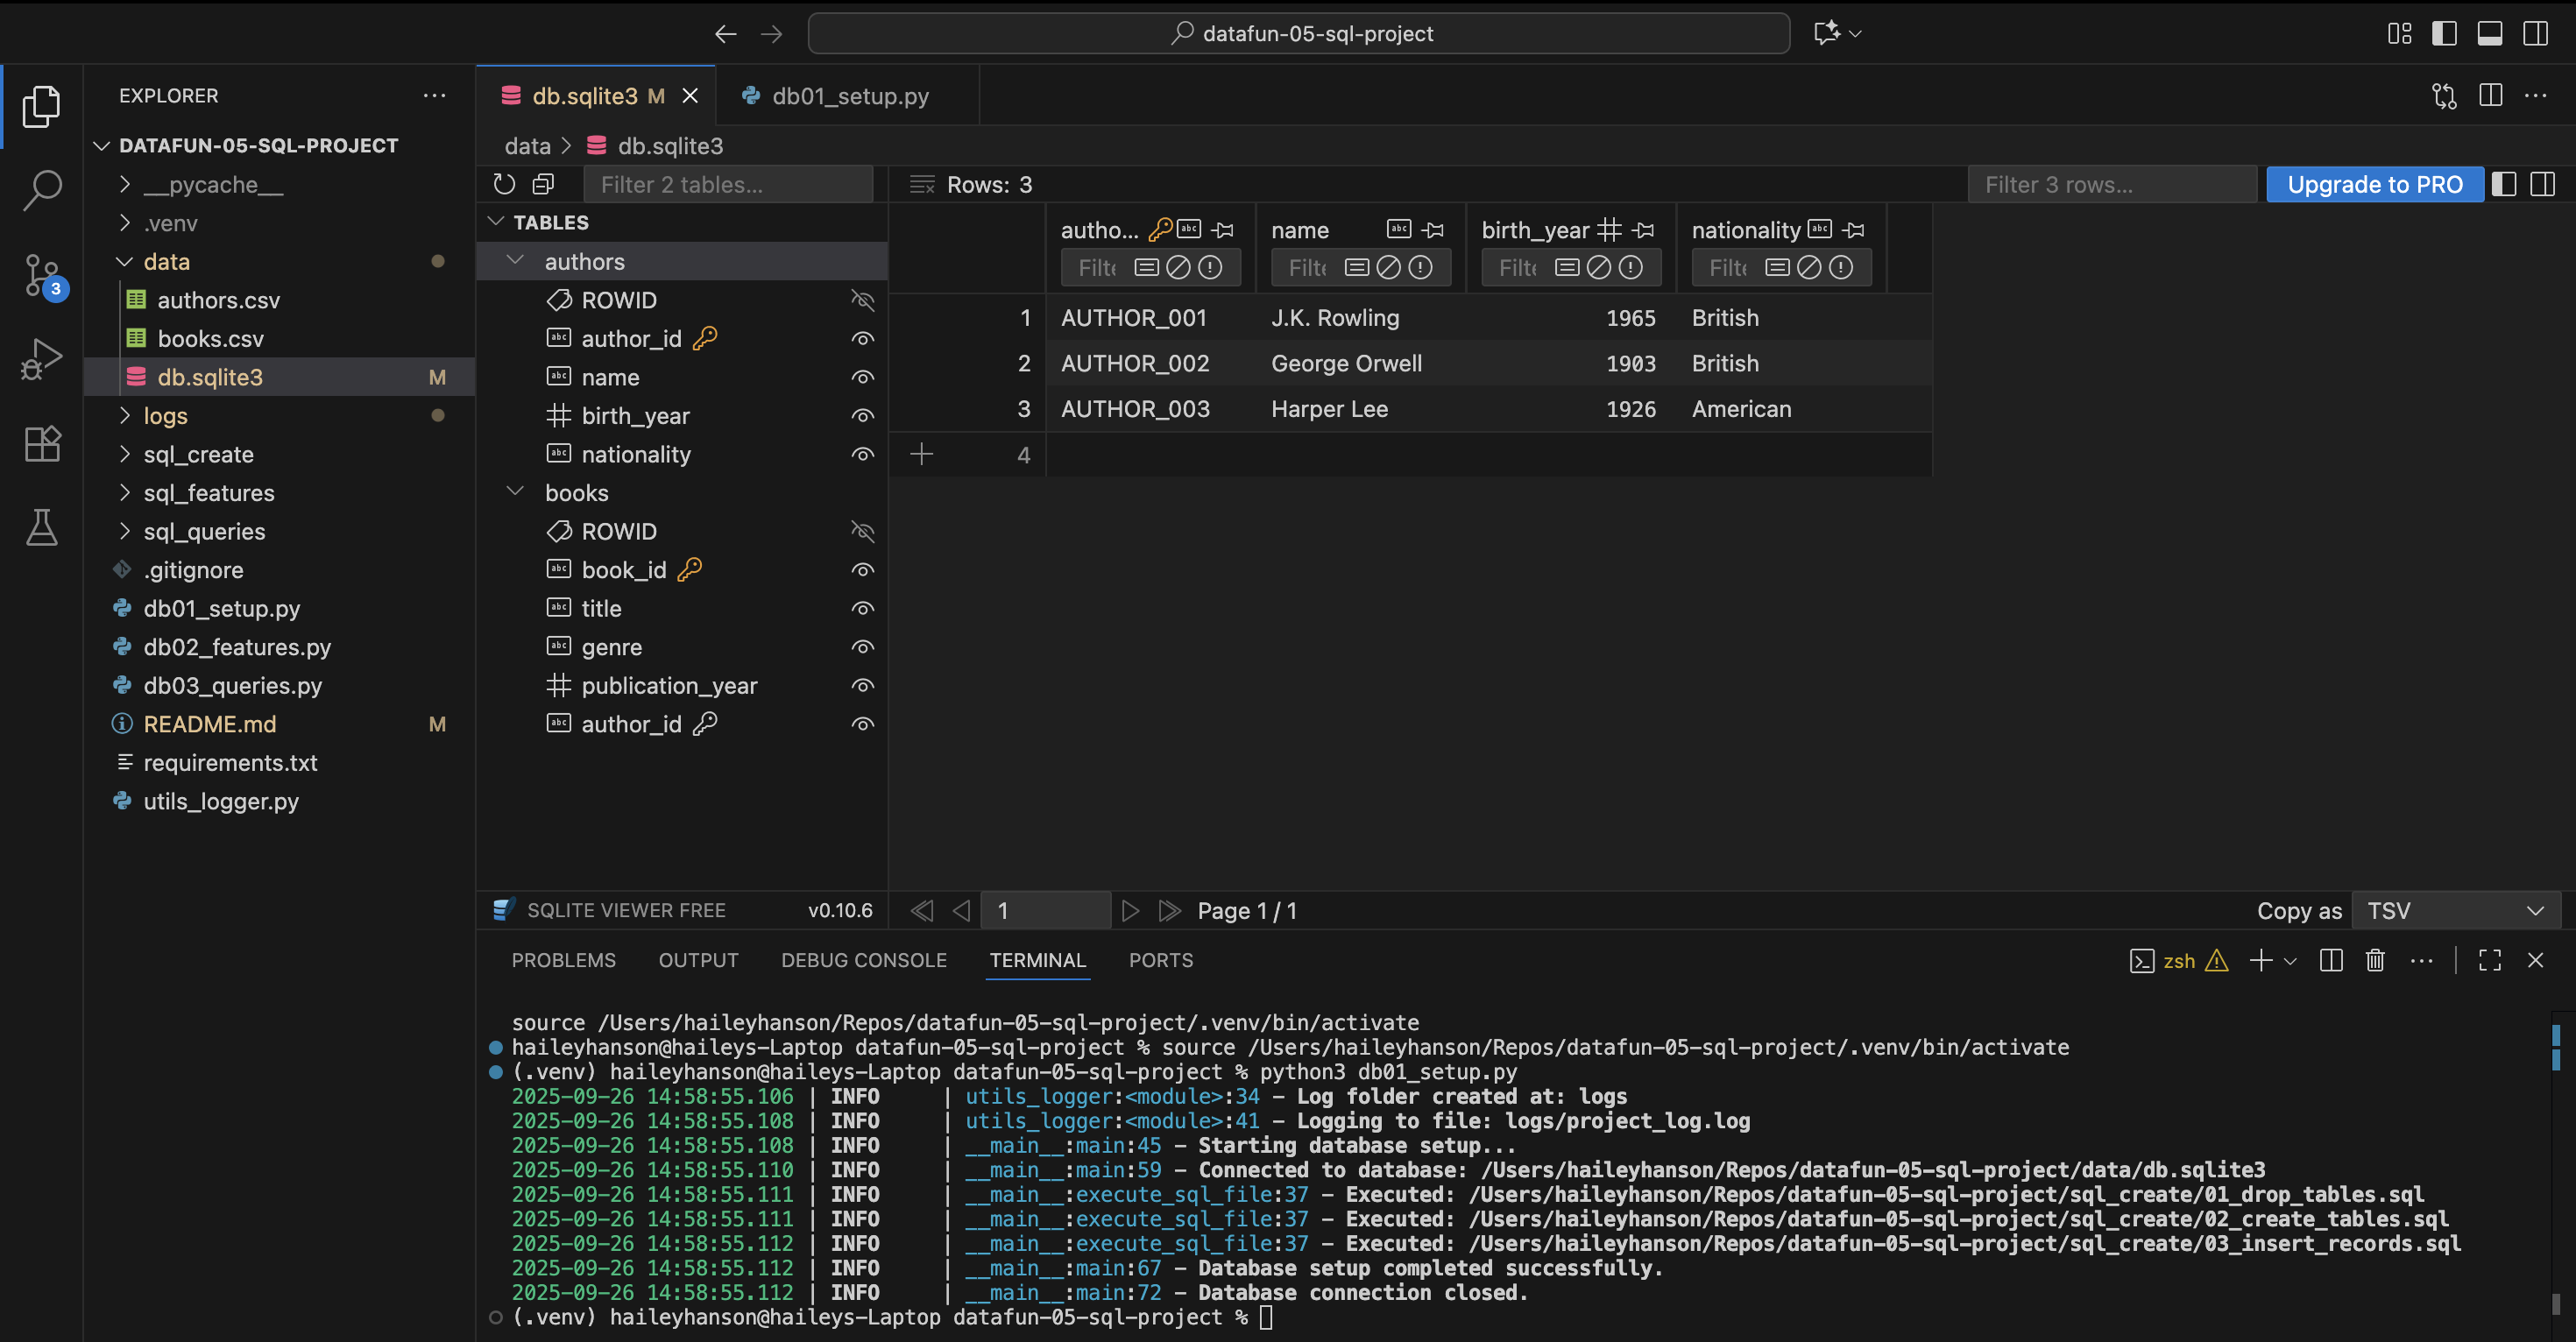 datafun-05-sql-project
EXPLORER
DATAFUN-05-SQL-PROJECT
__pycache__
.venv
data
authors.csv
books.csv
db.sqlite3 M
logs
sql_create
sql_features
sql_queries
.gitignore
db01_setup.py
db02_features.py
db03_queries.py
README.md M
requirements.txt
utils_logger.py
3
db.sqlite3 M
db01_setup.py
data > db.sqlite3
Filter 2 tables...
TABLES
authors
ROWID
author_id
name
birth_year
nationality
books
ROWID
book_id
title
genre
publication_year
author_id
SQLITE VIEWER FREE v0.10.6
Rows: 3
Filter 3 rows...
Upgrade to PRO
autho... name birth_year nationality
Filte Filte Filte Filte
1 AUTHOR_001 J.K. Rowling 1965 British
2 AUTHOR_002 George Orwell 1903 British
3 AUTHOR_003 Harper Lee 1926 American
4
1 Page 1 / 1
Copy as TSV
PROBLEMS OUTPUT DEBUG CONSOLE TERMINAL PORTS
zsh
source /Users/haileyhanson/Repos/datafun-05-sql-project/.venv/bin/activate
haileyhanson@haileys-Laptop datafun-05-sql-project % source /Users/haileyhanson/Repos/datafun-05-sql-project/.venv/bin/activate
(.venv) haileyhanson@haileys-Laptop datafun-05-sql-project % python3 db01_setup.py
2025-09-26 14:58:55.106 | INFO | utils_logger:<module>:34 - Log folder created at: logs
2025-09-26 14:58:55.108 | INFO | utils_logger:<module>:41 - Logging to file: logs/project_log.log
2025-09-26 14:58:55.108 | INFO | __main__:main:45 - Starting database setup...
2025-09-26 14:58:55.110 | INFO | __main__:main:59 - Connected to database: /Users/haileyhanson/Repos/datafun-05-sql-project/data/db.sqlite3
2025-09-26 14:58:55.111 | INFO | __main__:execute_sql_file:37 - Executed: /Users/haileyhanson/Repos/datafun-05-sql-project/sql_create/01_drop_tables.sql
2025-09-26 14:58:55.111 | INFO | __main__:execute_sql_file:37 - Executed: /Users/haileyhanson/Repos/datafun-05-sql-project/sql_create/02_create_tables.sql
2025-09-26 14:58:55.112 | INFO | __main__:execute_sql_file:37 - Executed: /Users/haileyhanson/Repos/datafun-05-sql-project/sql_create/03_insert_records.sql
2025-09-26 14:58:55.112 | INFO | __main__:main:67 - Database setup completed successfully.
2025-09-26 14:58:55.112 | INFO | __main__:main:72 - Database connection closed.
(.venv) haileyhanson@haileys-Laptop datafun-05-sql-project %